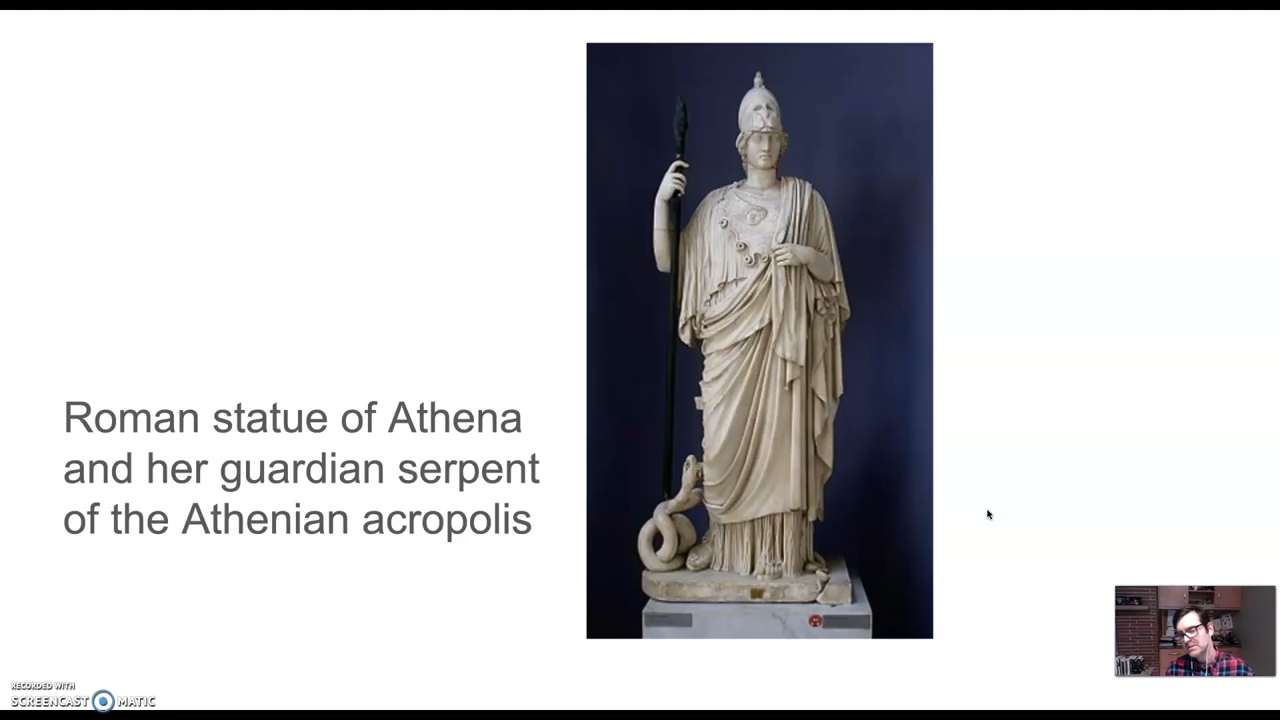 Roman statue of Athena
and her guardian serpent
of the Athenian acropolis
RECORDED WITH
SCREENCAST MATIC